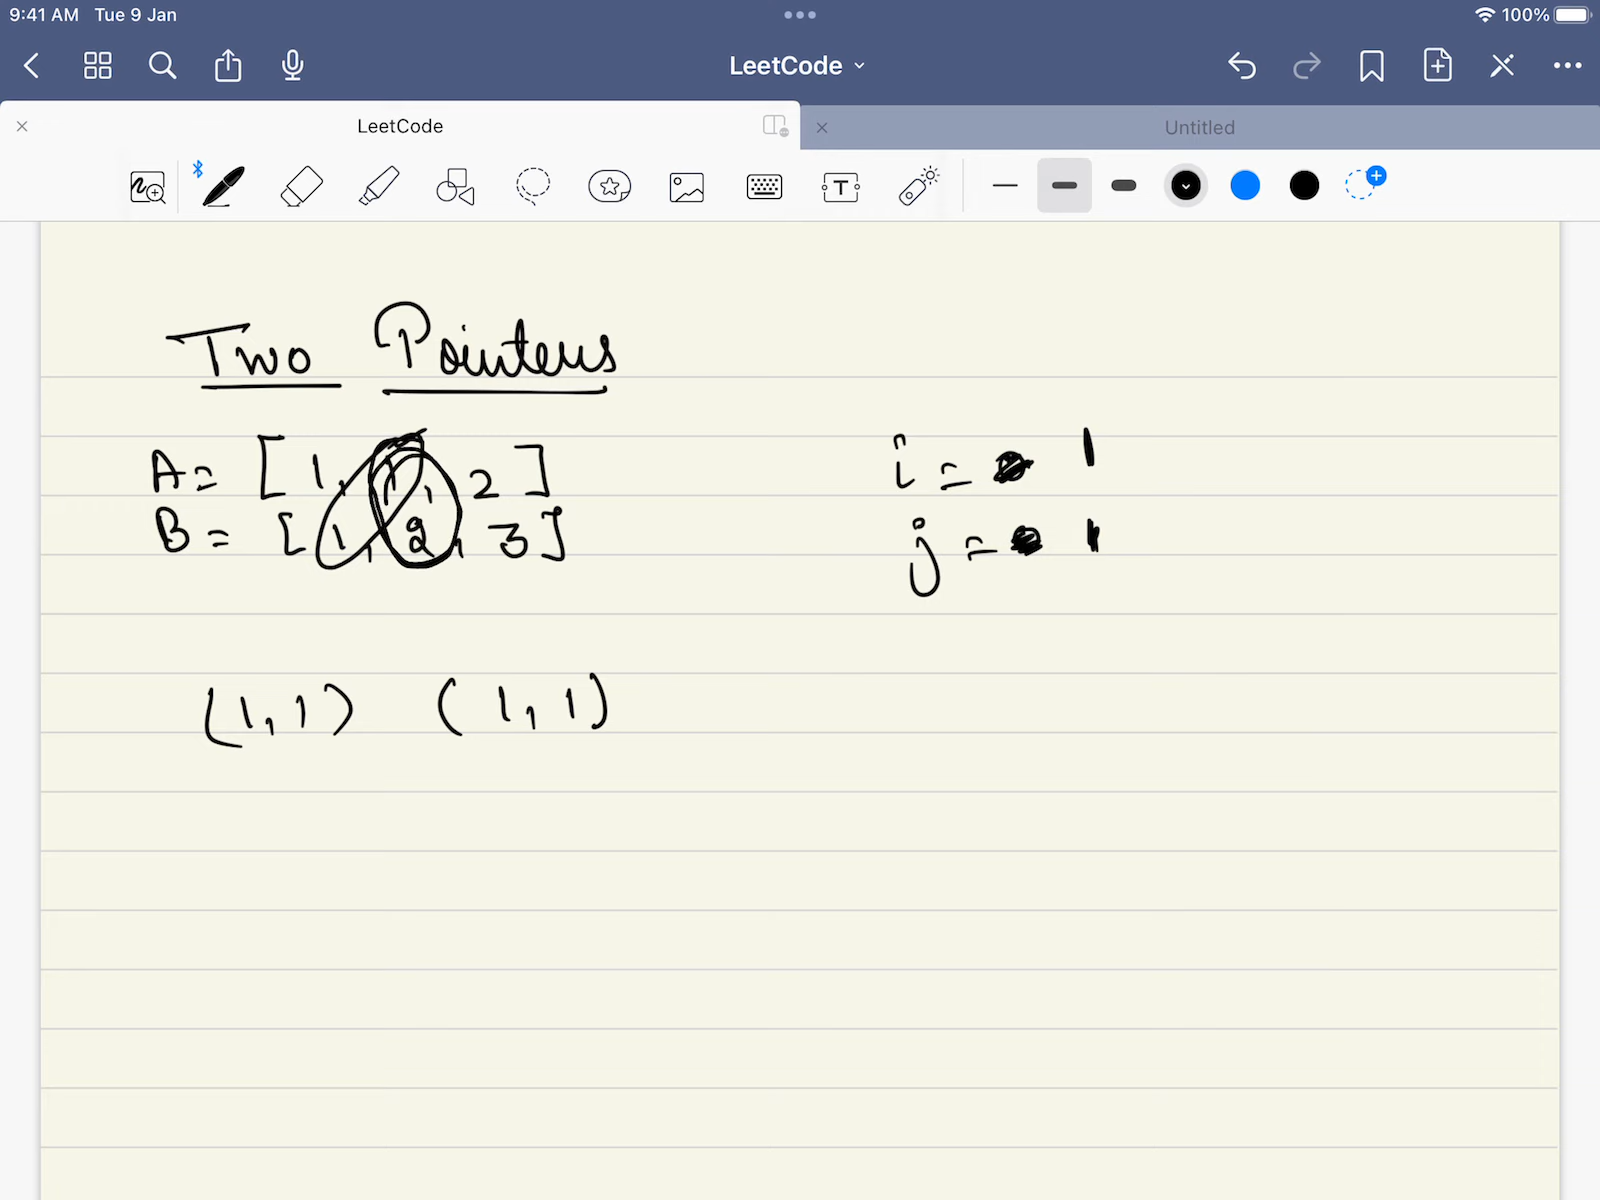 9:41 AM Tue 9 Jan
100%
LeetCode
LeetCode
Untitled
T
Two Pointers
A = [ 1, 1, 2 ]
i = 1
B = [ 1, 2, 3 ]
j = 1
(1,1) (1,1)